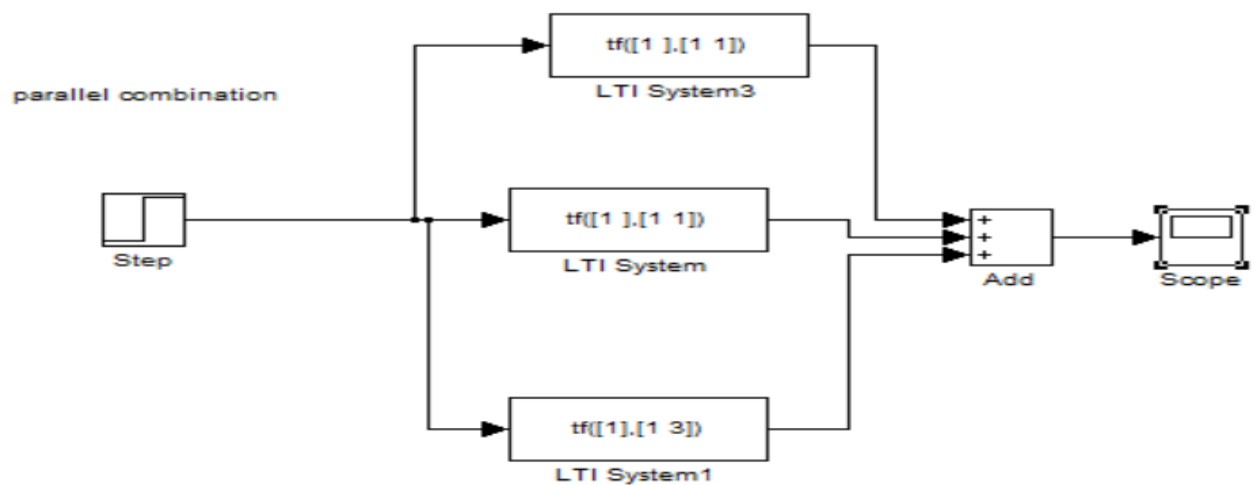 tf([1 ],[1 1])
LTI System3
parallel combination
Step
tf([1 ],[1 1])
LTI System
+
+
+
Add
Scope
tf([1],[1 3])
LTI System1